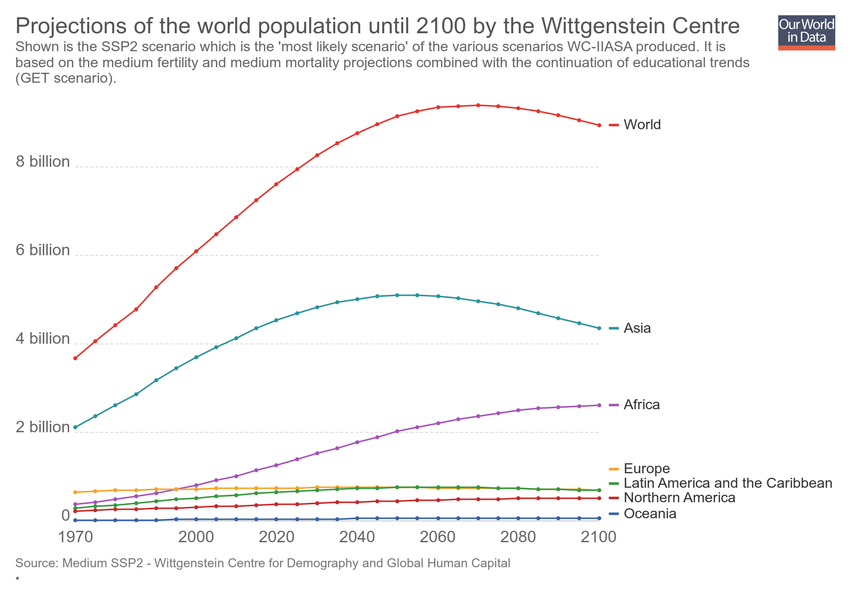 Projections of the world population until 2100 by the Wittgenstein Centre
Our World
in Data
Shown is the SSP2 scenario which is the 'most likely scenario' of the various scenarios WC-IIASA produced. It is
based on the medium fertility and medium mortality projections combined with the continuation of educational trends
(GET scenario).
World
8 billion
6 billion
Asia
4 billion
Africa
2 billion
Europe
Latin America and the Caribbean
Northern America
Oceania
0
1970
2000
2020
2040
2060
2080
2100
Source: Medium SSP2 - Wittgenstein Centre for Demography and Global Human Capital
•